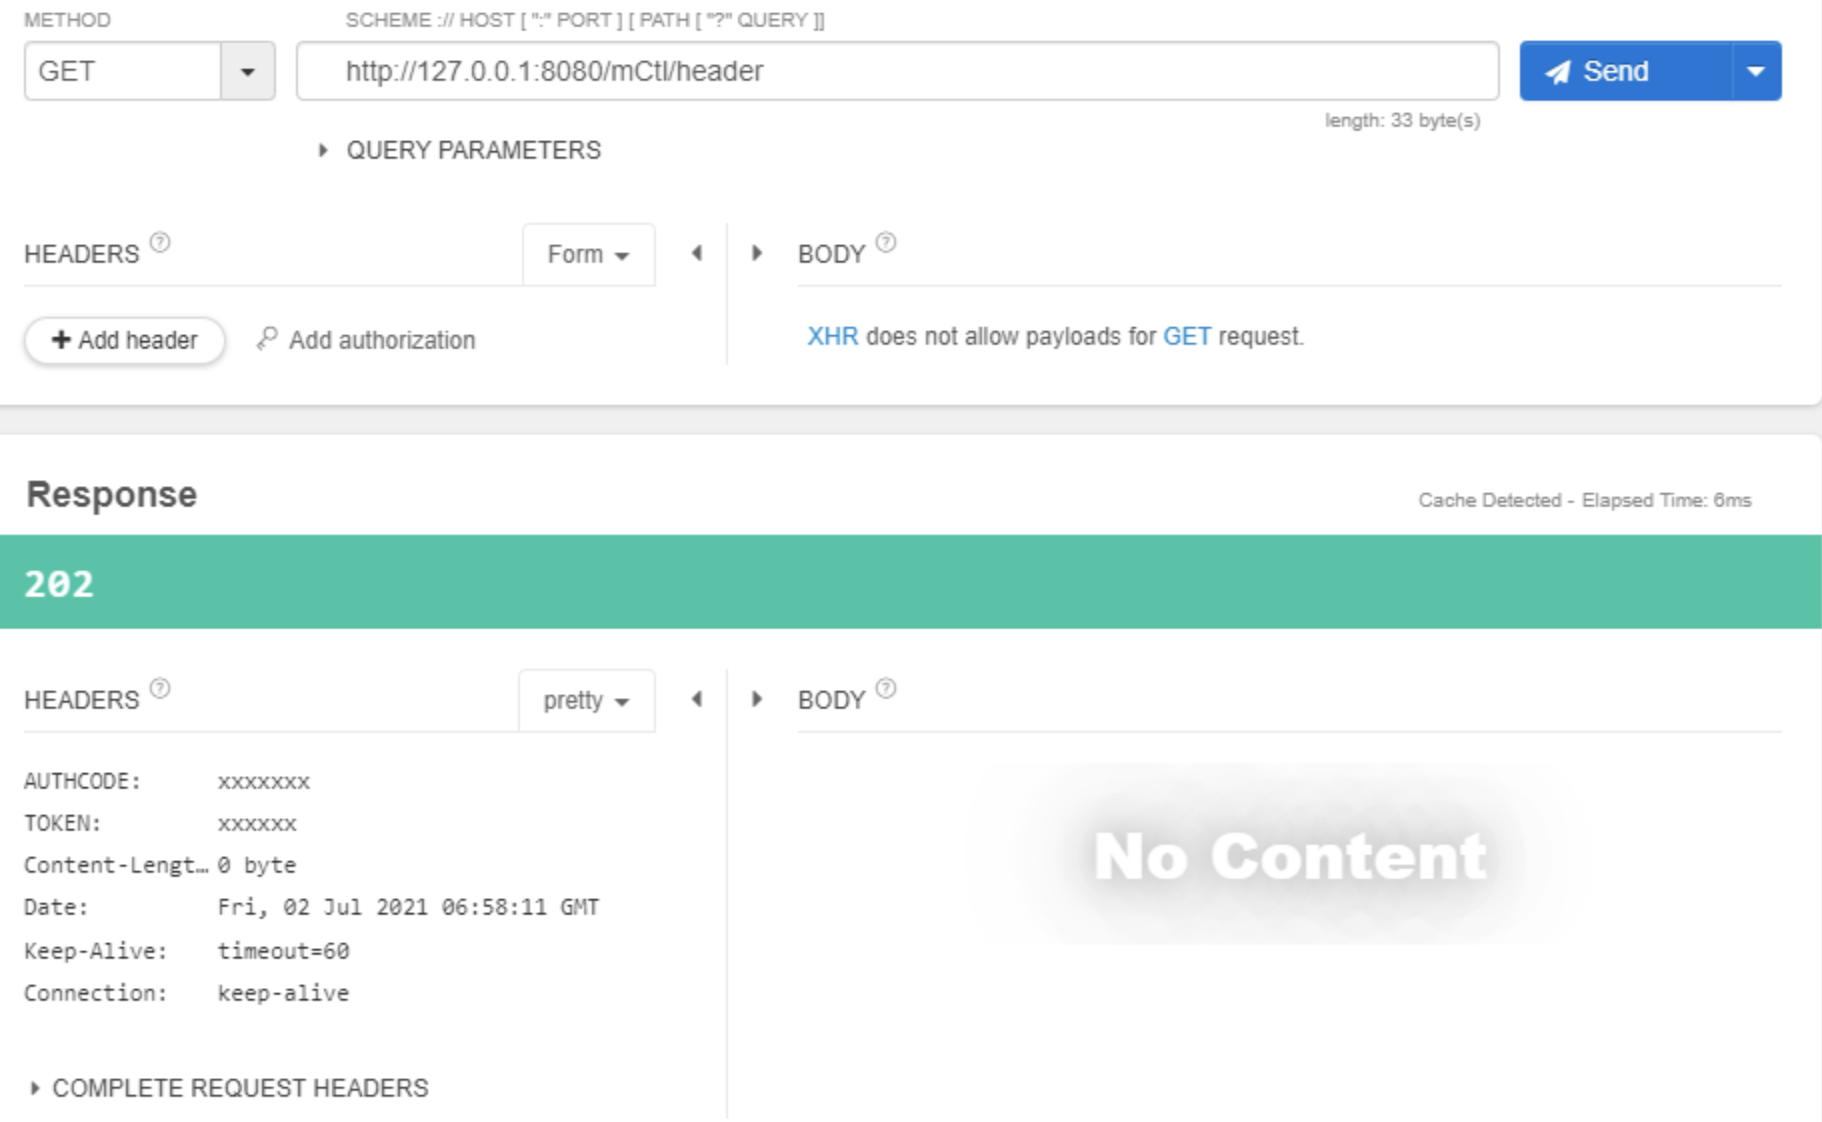 METHOD
SCHEME :// HOST [ ":" PORT ] [ PATH [ "?" QUERY ]]
GET
http://127.0.0.1:8080/mCtl/header
Send
length: 33 byte(s)
QUERY PARAMETERS
HEADERS ?
Form
BODY ?
Add header
Add authorization
XHR does not allow payloads for GET request.
Response
Cache Detected - Elapsed Time: 6ms
202
HEADERS ?
pretty
BODY ?
AUTHCODE: xxxxxxx
TOKEN: xxxxxx
Content-Lengt… 0 byte
Date: Fri, 02 Jul 2021 06:58:11 GMT
Keep-Alive: timeout=60
Connection: keep-alive
No Content
COMPLETE REQUEST HEADERS